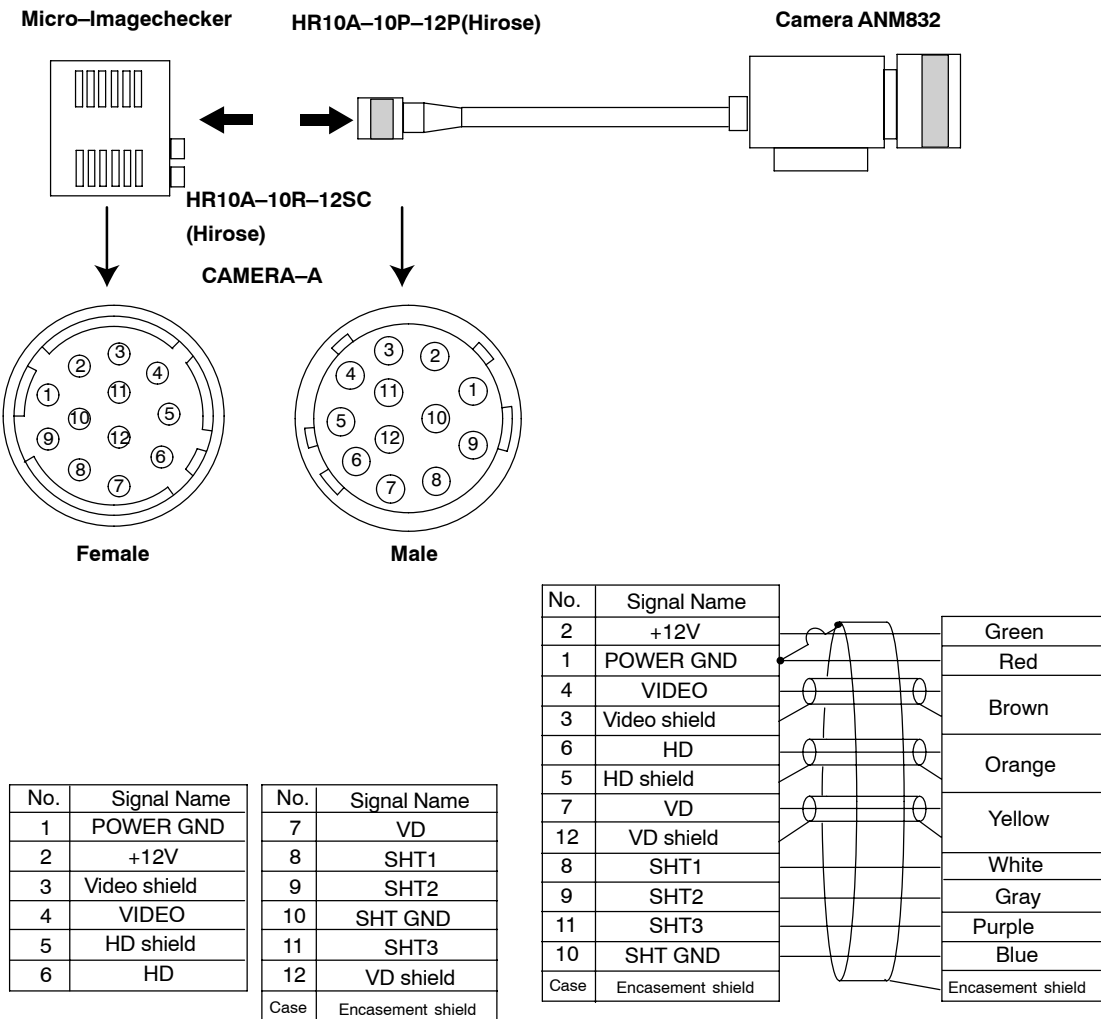 Micro–Imagechecker
HR10A–10P–12P(Hirose)
Camera ANM832
HR10A–10R–12SC
(Hirose)
CAMERA–A
3
2
4
1
11
5
10
9
12
6
8
7
Female
3
2
4
1
11
10
5
12
9
6
8
7
Male
No. Signal Name
1 POWER GND
2 +12V
3 Video shield
4 VIDEO
5 HD shield
6 HD
No. Signal Name
7 VD
8 SHT1
9 SHT2
10 SHT GND
11 SHT3
12 VD shield
Case Encasement shield
No. Signal Name
2 +12V Green
1 POWER GND Red
4 VIDEO
3 Video shield
Brown
6 HD
5 HD shield
Orange
7 VD
12 VD shield
Yellow
8 SHT1 White
9 SHT2 Gray
11 SHT3 Purple
10 SHT GND Blue
Case Encasement shield Encasement shield